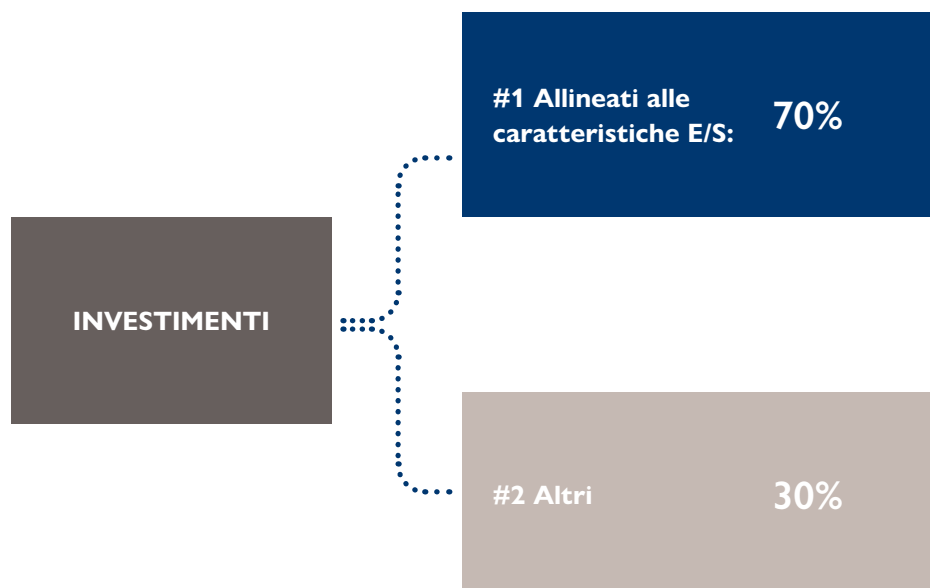 #1 Allineati alle
caratteristiche E/S:
70%
INVESTIMENTI
#2 Altri
30%